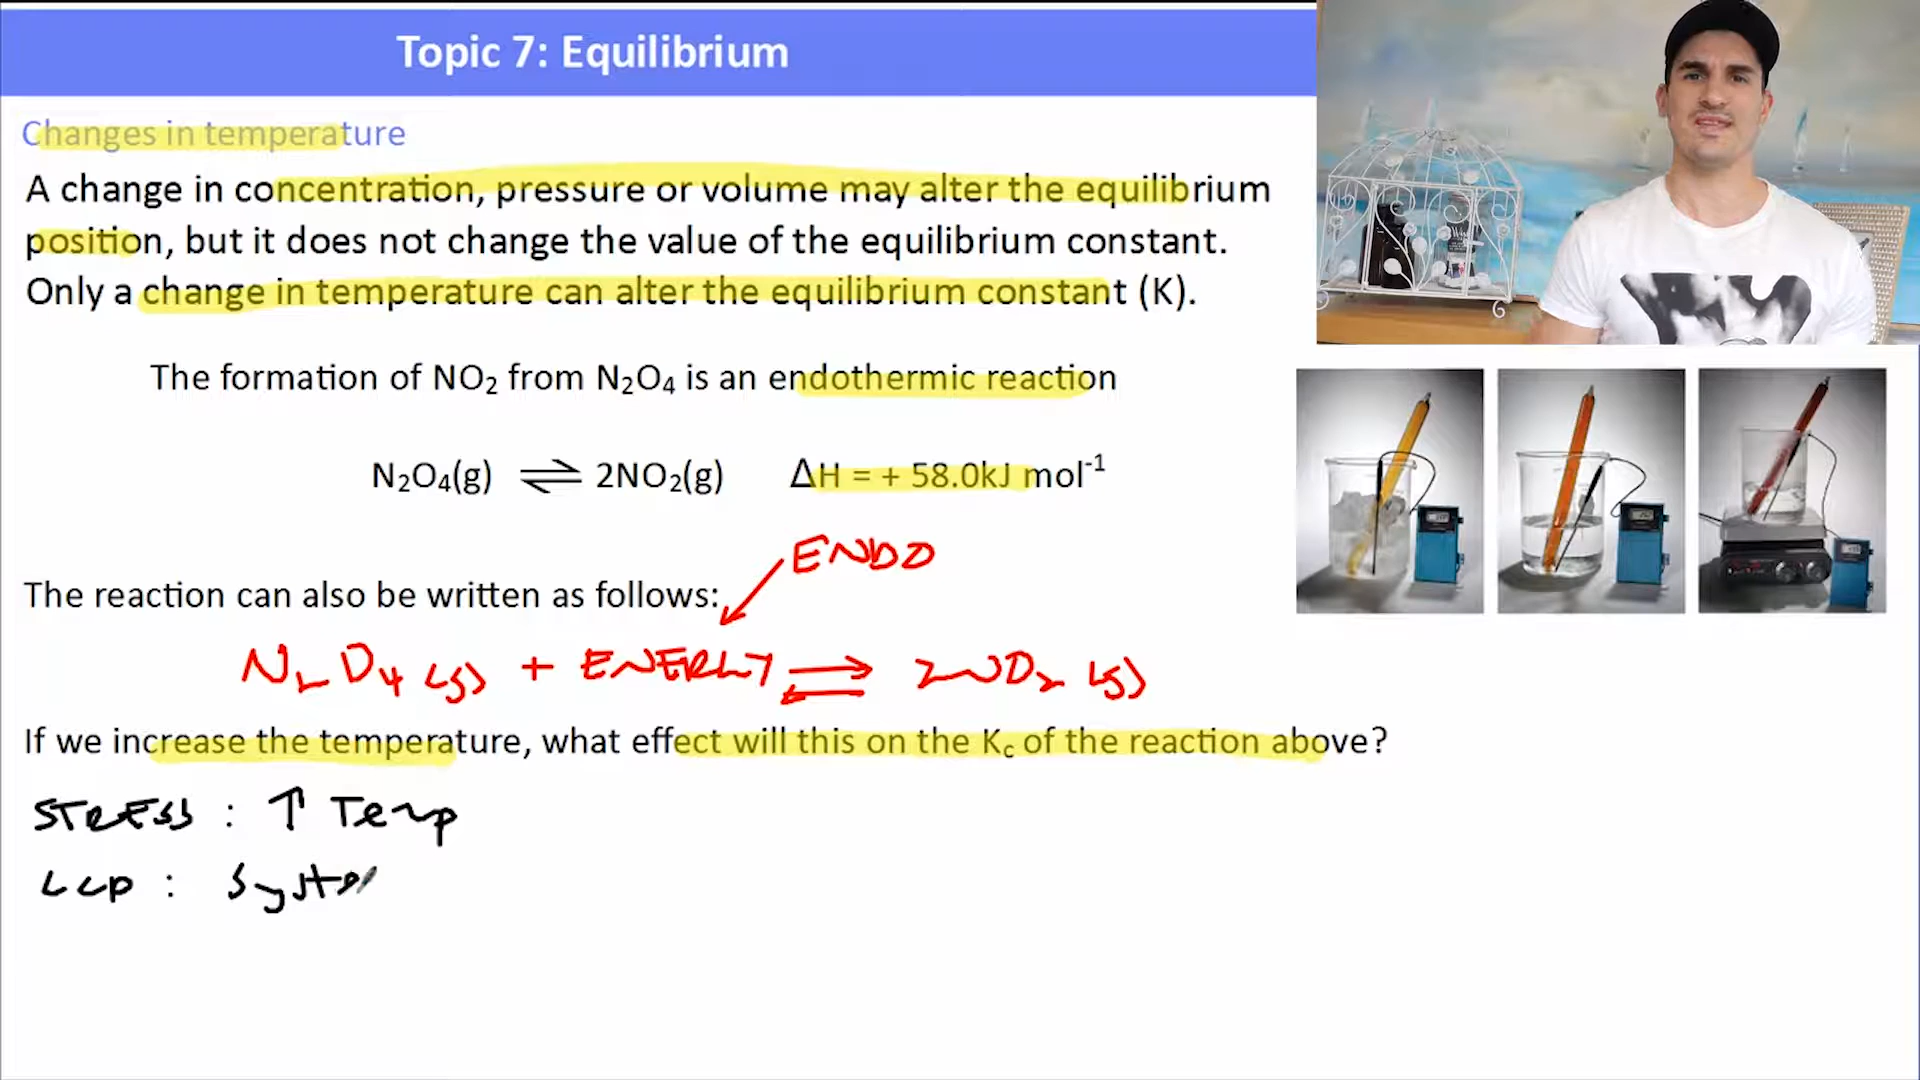 Topic 7: Equilibrium
Changes in temperature
A change in concentration, pressure or volume may alter the equilibrium
position, but it does not change the value of the equilibrium constant.
Only a change in temperature can alter the equilibrium constant (K).
The formation of NO₂ from N₂O₄ is an endothermic reaction
N₂O₄(g) ⇌ 2NO₂(g) ΔH = + 58.0kJ mol⁻¹
ENDO
The reaction can also be written as follows:
N₂O₄ (g) + ENERGY ⇌ 2NO₂ (g)
If we increase the temperature, what effect will this on the K꜀ of the reaction above?
STRESS : ↑ Temp
LCP : Syste